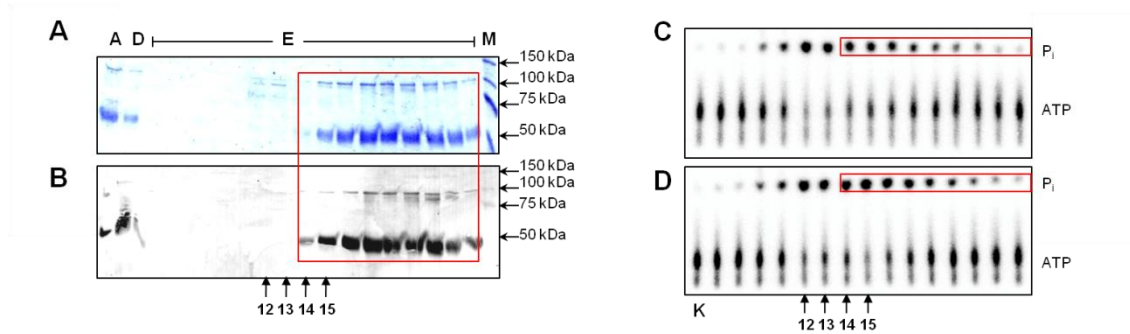 A
A D E M
150 kDa
100 kDa
75 kDa
50 kDa
B
150 kDa
100 kDa
75 kDa
50 kDa
12 13 14 15
C
Pi
ATP
D
Pi
ATP
K
12 13 14 15